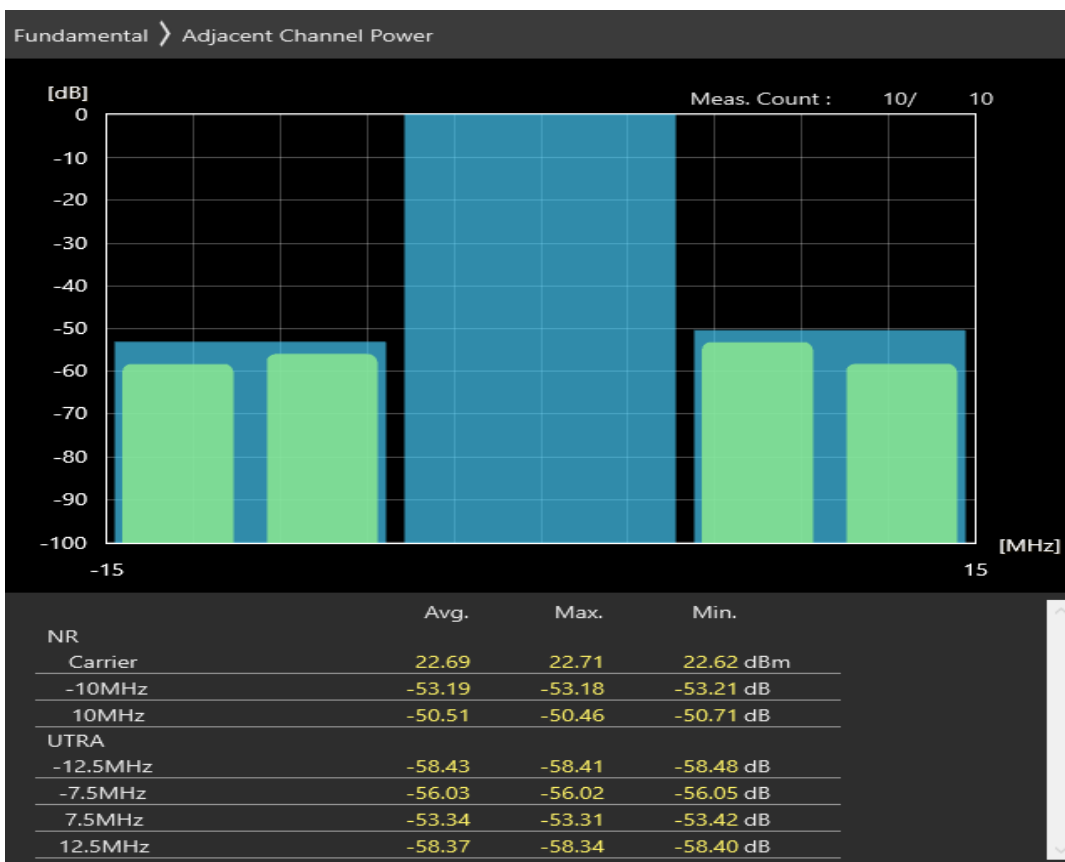 Fundamental 〉 Adjacent Channel Power
[dB]
Meas. Count : 10/ 10
0
-10
-20
-30
-40
-50
-60
-70
-80
-90
-100
[MHz]
-15 15
Avg. Max. Min.
NR
Carrier 22.69 22.71 22.62 dBm
-10MHz -53.19 -53.18 -53.21 dB
10MHz -50.51 -50.46 -50.71 dB
UTRA
-12.5MHz -58.43 -58.41 -58.48 dB
-7.5MHz -56.03 -56.02 -56.05 dB
7.5MHz -53.34 -53.31 -53.42 dB
12.5MHz -58.37 -58.34 -58.40 dB